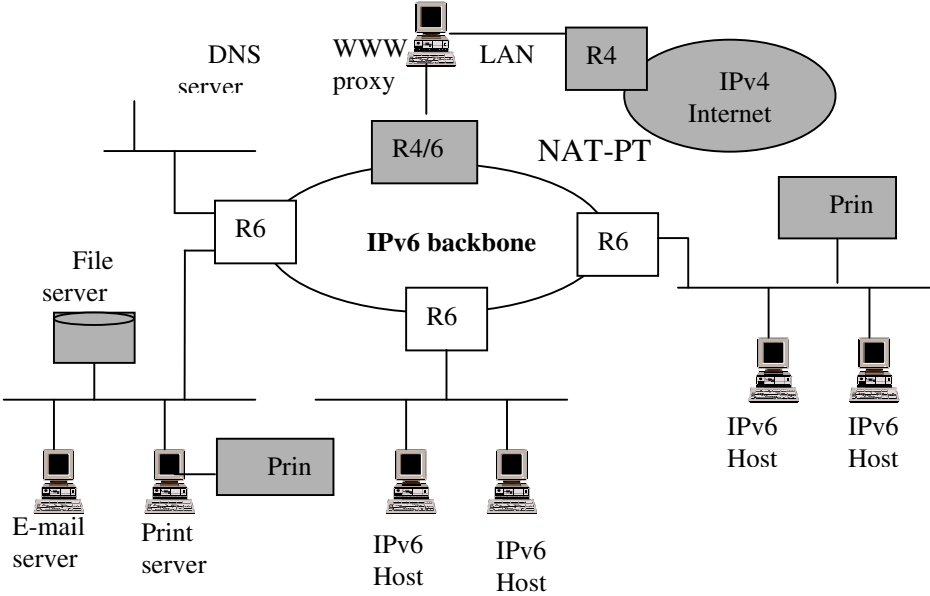 DNS
server
WWW
proxy
LAN
R4
IPv4
Internet
R4/6
NAT-PT
Prin
R6
IPv6 backbone
R6
File
server
R6
IPv6
Host
IPv6
Host
Prin
E-mail
server
Print
server
IPv6
Host
IPv6
Host